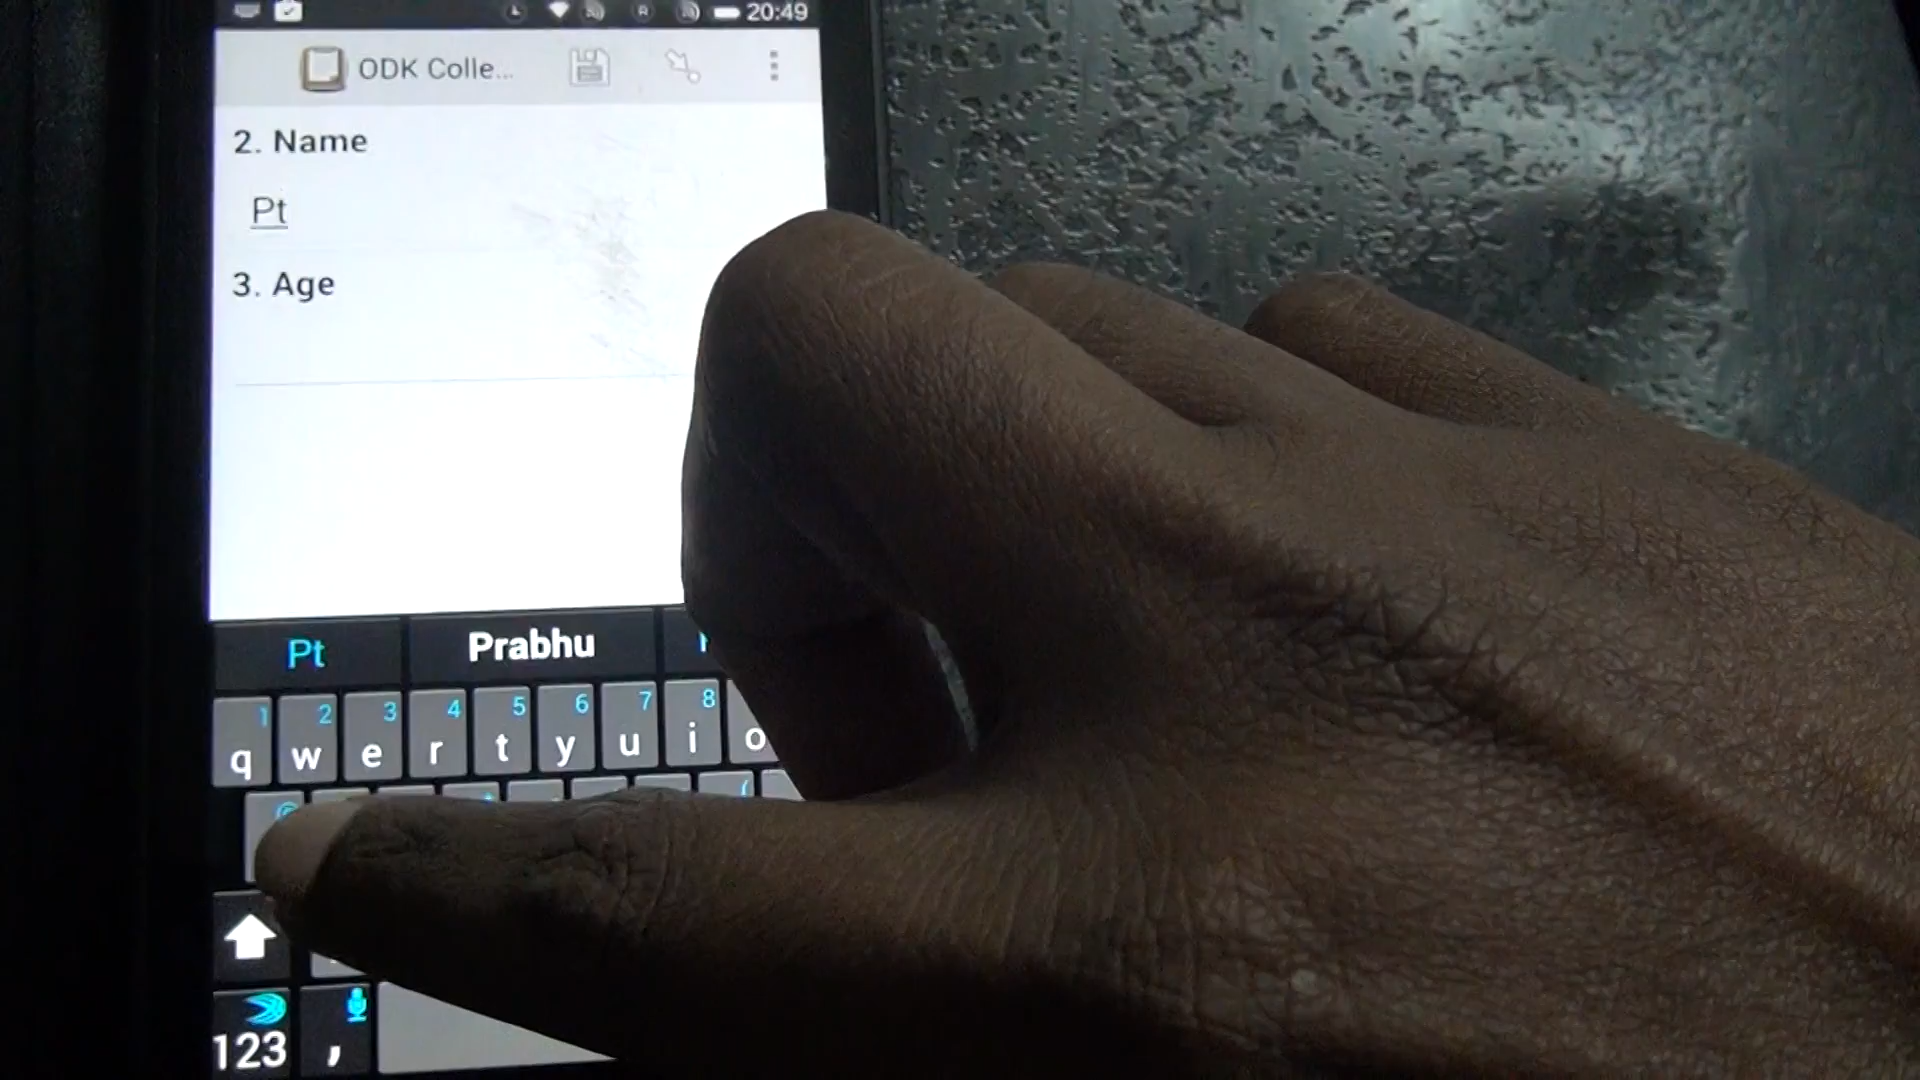 20:49
ODK Colle...
2. Name
Pt
3. Age
Pt Prabhu
1 2 3 4 5 6 7 8
q w e r t y u i o
123 ,